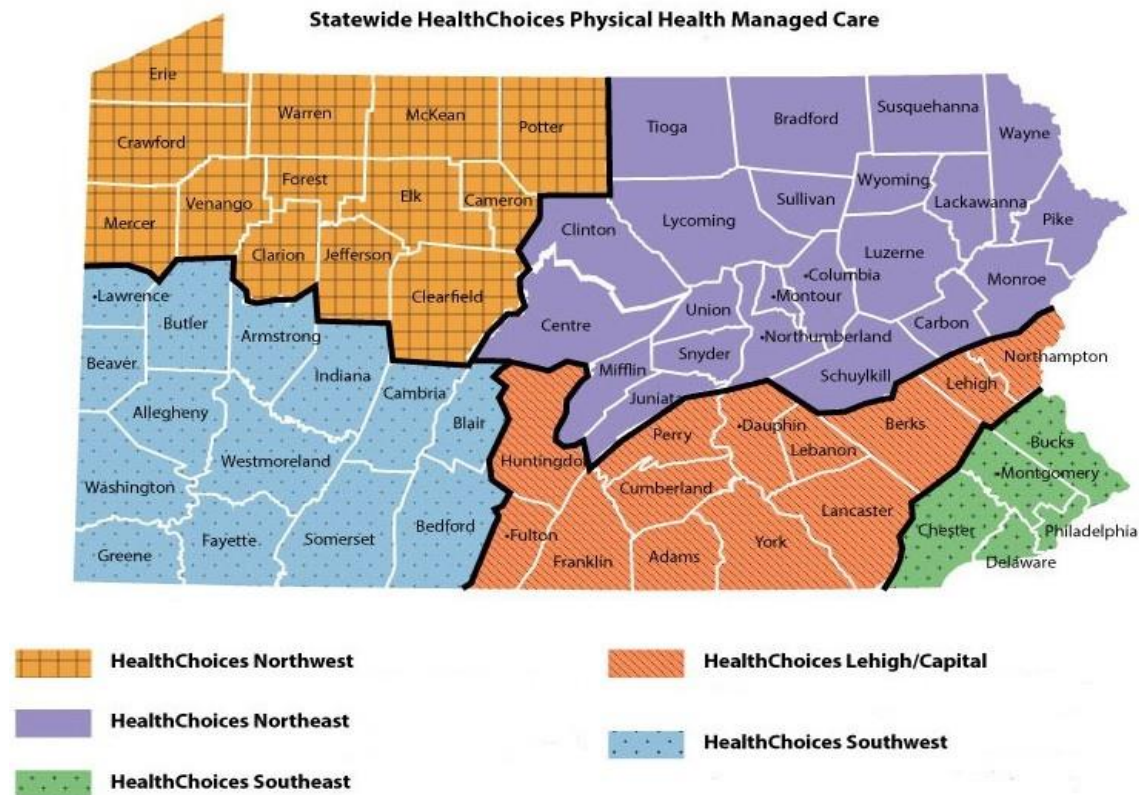 Statewide HealthChoices Physical Health Managed Care
Erie
Warren
McKean
Potter
Crawford
Forest
Elk
Cameron
Venango
Mercer
Clarion
Jefferson
Clearfield
Tioga
Bradford
Susquehanna
Wayne
Wyoming
Sullivan
Lackawanna
Lycoming
Clinton
Pike
Luzerne
Columbia
Monroe
Montour
Union
Centre
Northumberland
Carbon
Snyder
Mifflin
Schuylkill
Juniata
Lawrence
Butler
Armstrong
Beaver
Indiana
Cambria
Allegheny
Blair
Westmoreland
Washington
Bedford
Fayette
Somerset
Greene
Northampton
Lehigh
Berks
Dauphin
Perry
Lebanon
Huntingdo
Cumberland
Lancaster
Fulton
Franklin
Adams
York
Bucks
Montgomery
Chester
Philadelphia
Delaware
HealthChoices Northwest
HealthChoices Northeast
HealthChoices Southeast
HealthChoices Lehigh/Capital
HealthChoices Southwest